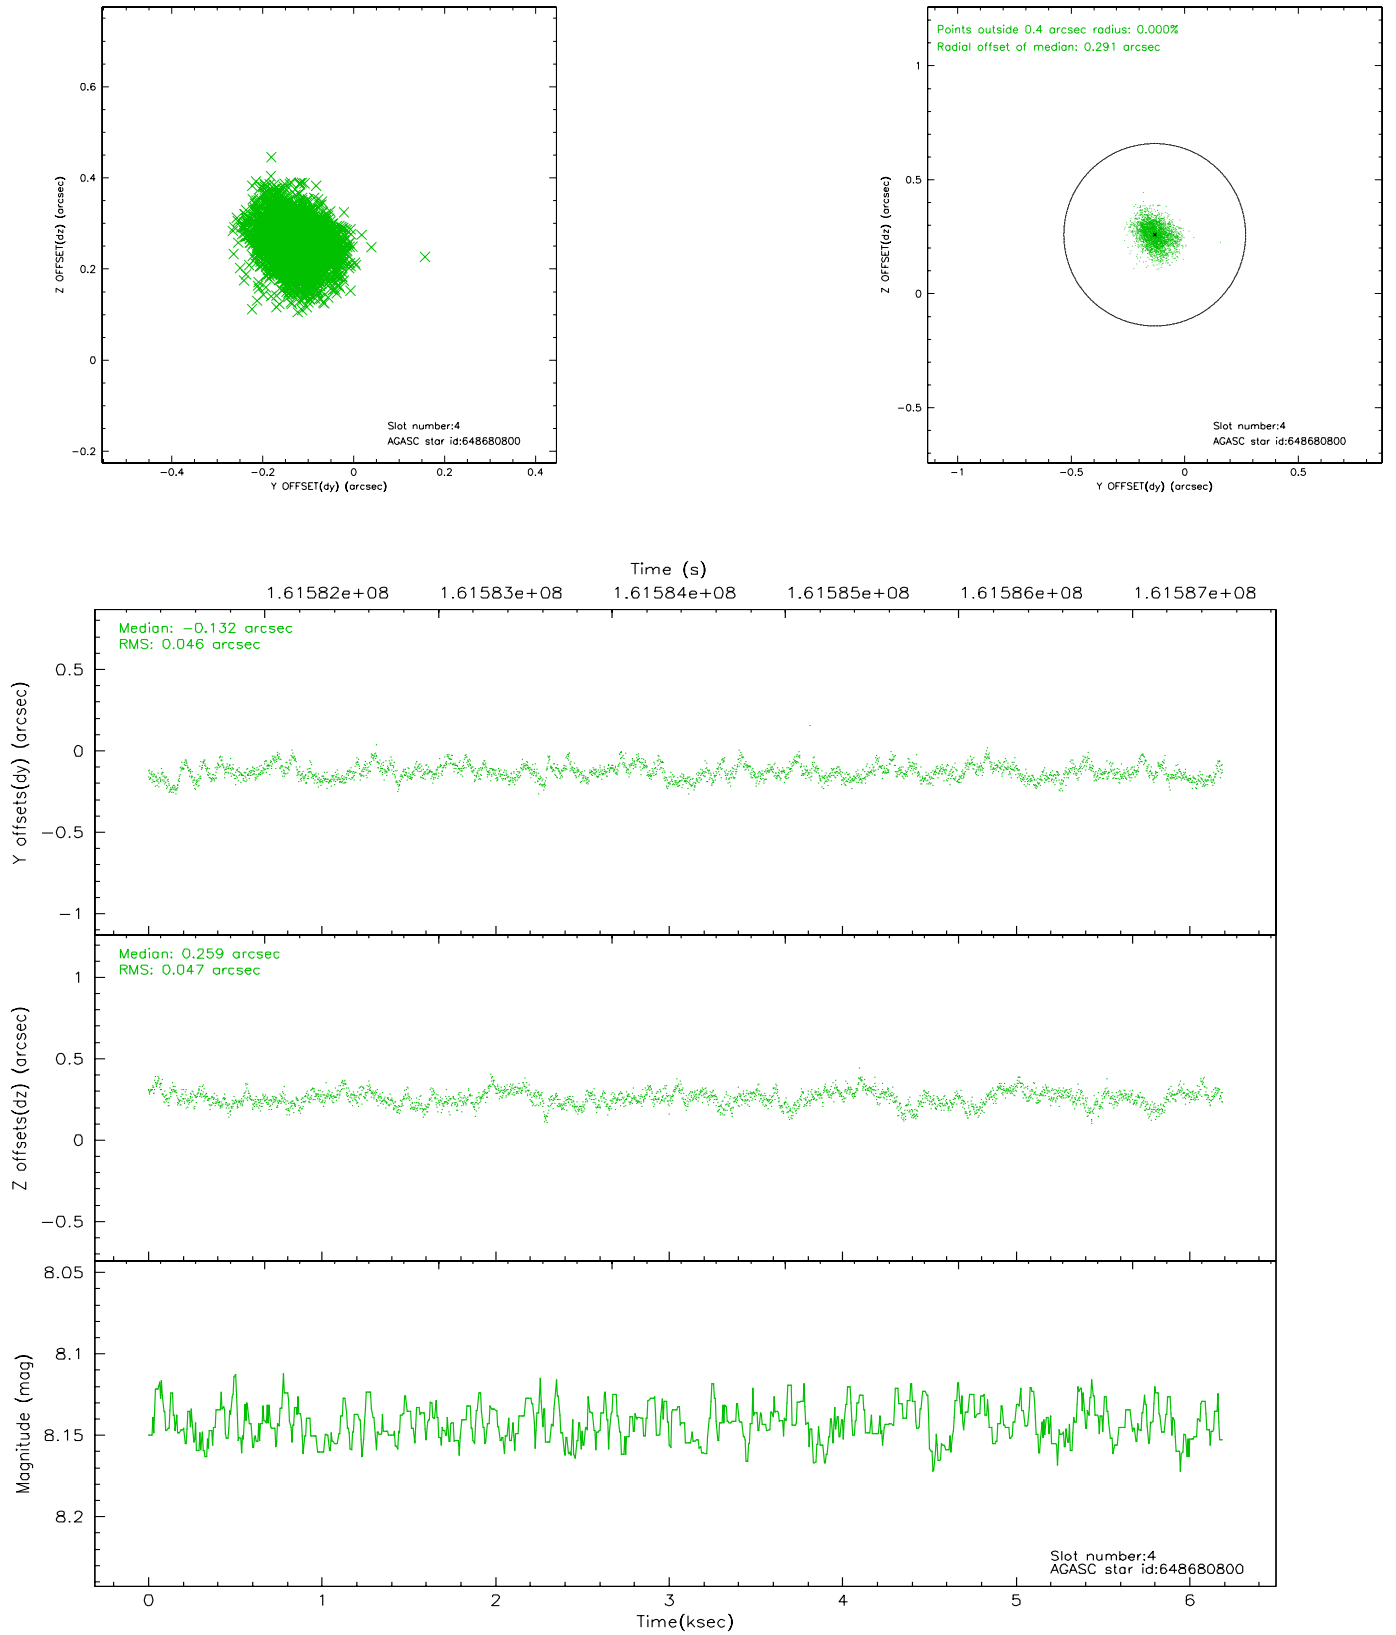 0.6
0.4
0.2
0
−0.2
Z OFFSET(dz) (arcsec)
Slot number:4
AGASC star id:648680800
−0.4
−0.2
0
0.2
0.4
Y OFFSET(dy) (arcsec)
Points outside 0.4 arcsec radius: 0.000%
Radial offset of median: 0.291 arcsec
1
0.5
0
−0.5
Z OFFSET(dz) (arcsec)
Slot number:4
AGASC star id:648680800
−1
−0.5
0
0.5
Y OFFSET(dy) (arcsec)
Time (s)
1.61582e+08
1.61583e+08
1.61584e+08
1.61585e+08
1.61586e+08
1.61587e+08
Median: −0.132 arcsec
RMS: 0.046 arcsec
0.5
0
−0.5
−1
Y offsets(dy) (arcsec)
Median: 0.259 arcsec
RMS: 0.047 arcsec
1
0.5
0
−0.5
Z offsets(dz) (arcsec)
8.05
8.1
8.15
8.2
Magnitude (mag)
Slot number:4
AGASC star id:648680800
0
1
2
3
4
5
6
Time(ksec)